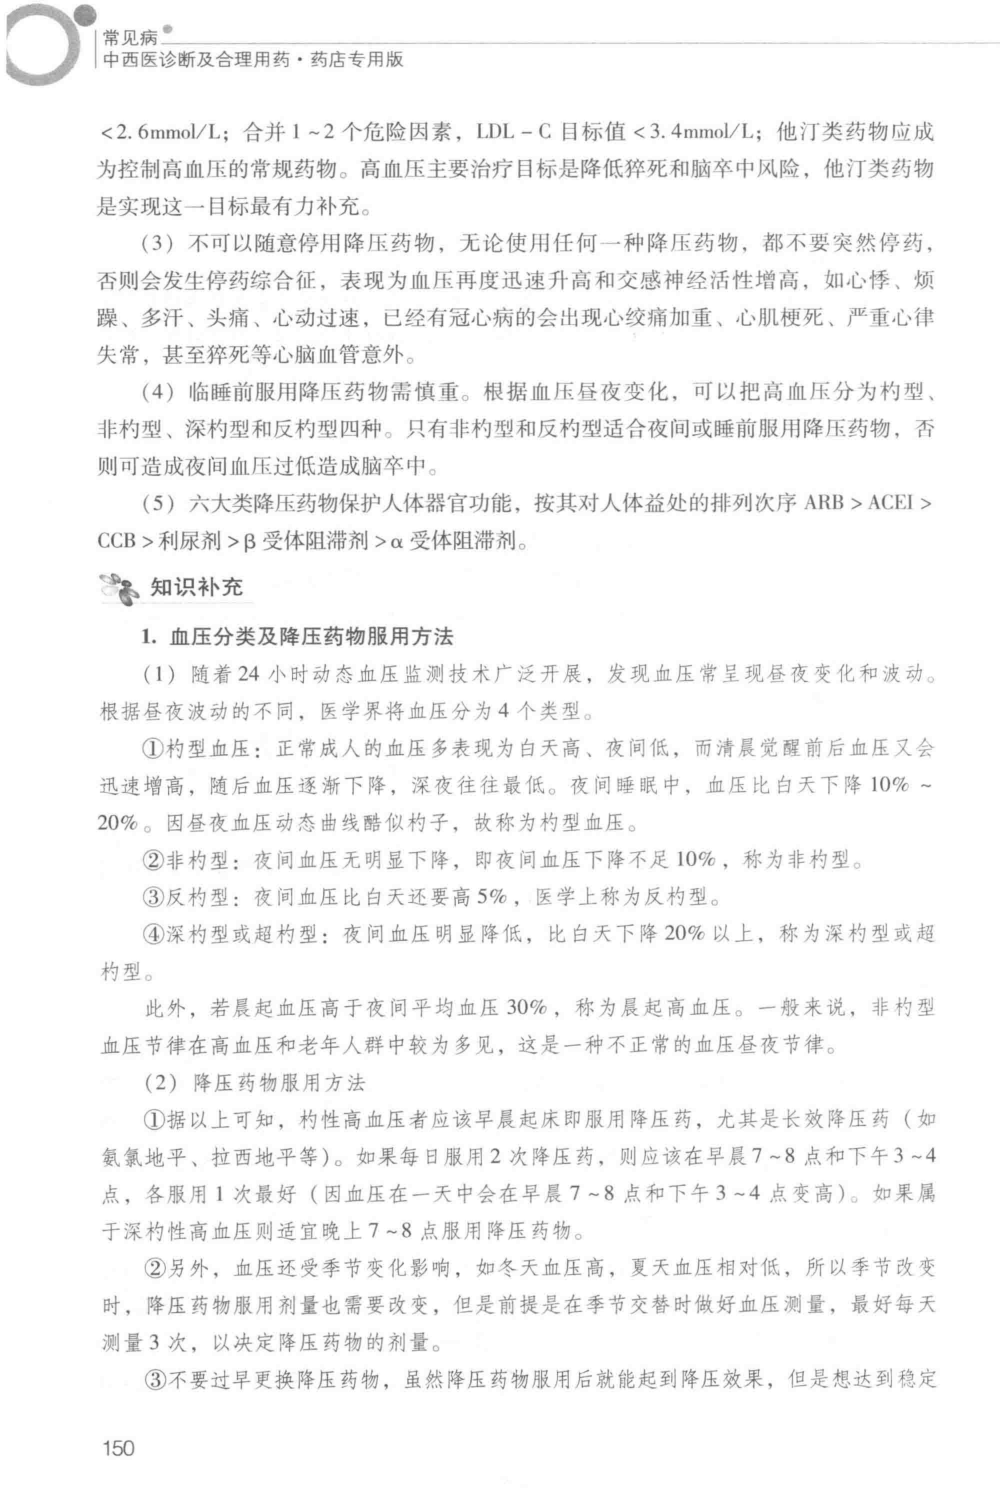 常见病
中西医诊断及合理用药·药店专用版
<2.6mmol/L；合并1~2个危险因素，LDL-C目标值<3.4mmol/L；他汀类药物应成
为控制高血压的常规药物。高血压主要治疗目标是降低猝死和脑卒中风险，他汀类药物
是实现这一目标最有力补充。
（3）不可以随意停用降压药物，无论使用任何一种降压药物，都不要突然停药，
否则会发生停药综合征，表现为血压再度迅速升高和交感神经活性增高，如心悸、烦
躁、多汗、头痛、心动过速，已经有冠心病的会出现心绞痛加重、心肌梗死、严重心律
失常，甚至猝死等心脑血管意外。
（4）临睡前服用降压药物需慎重。根据血压昼夜变化，可以把高血压分为杓型、
非杓型、深杓型和反杓型四种。只有非杓型和反杓型适合夜间或睡前服用降压药物，否
则可造成夜间血压过低造成脑卒中。
（5）六大类降压药物保护人体器官功能，按其对人体益处的排列次序ARB>ACEI>
CCB>利尿剂>β受体阻滞剂>α受体阻滞剂。
知识补充
1. 血压分类及降压药物服用方法
（1）随着24小时动态血压监测技术广泛开展，发现血压常呈现昼夜变化和波动。
根据昼夜波动的不同，医学界将血压分为4个类型。
①杓型血压：正常成人的血压多表现为白天高、夜间低，而清晨觉醒前后血压又会
迅速增高，随后血压逐渐下降，深夜往往最低。夜间睡眠中，血压比白天下降10%~
20%。因昼夜血压动态曲线酷似杓子，故称为杓型血压。
②非杓型：夜间血压无明显下降，即夜间血压下降不足10%，称为非杓型。
③反杓型：夜间血压比白天还要高5%，医学上称为反杓型。
④深杓型或超杓型：夜间血压明显降低，比白天下降20%以上，称为深杓型或超
杓型。
此外，若晨起血压高于夜间平均血压30%，称为晨起高血压。一般来说，非杓型
血压节律在高血压和老年人群中较为多见，这是一种不正常的血压昼夜节律。
（2）降压药物服用方法
①据以上可知，杓性高血压者应该早晨起床即服用降压药，尤其是长效降压药（如
氨氯地平、拉西地平等）。如果每日服用2次降压药，则应该在早晨7~8点和下午3~4
点，各服用1次最好（因血压在一天中会在早晨7~8点和下午3~4点变高）。如果属
于深杓性高血压则适宜晚上7~8点服用降压药物。
②另外，血压还受季节变化影响，如冬天血压高，夏天血压相对低，所以季节改变
时，降压药物服用剂量也需要改变，但是前提是在季节交替时做好血压测量，最好每天
测量3次，以决定降压药物的剂量。
③不要过早更换降压药物，虽然降压药物服用后就能起到降压效果，但是想达到稳定
150